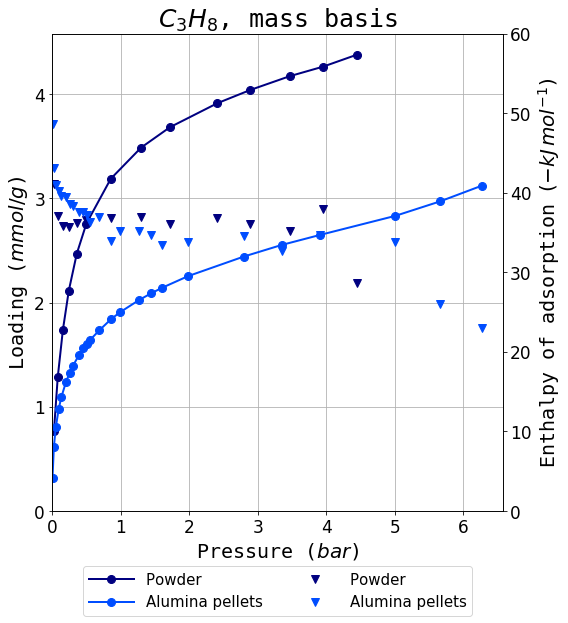 C₃H₈, mass basis
Loading (mmol/g)
4
3
2
1
0
60
50
40
30
20
10
0
Enthalpy of adsorption (−kJ mol⁻¹)
0 1 2 3 4 5 6
Pressure (bar)
Powder Powder
Alumina pellets Alumina pellets